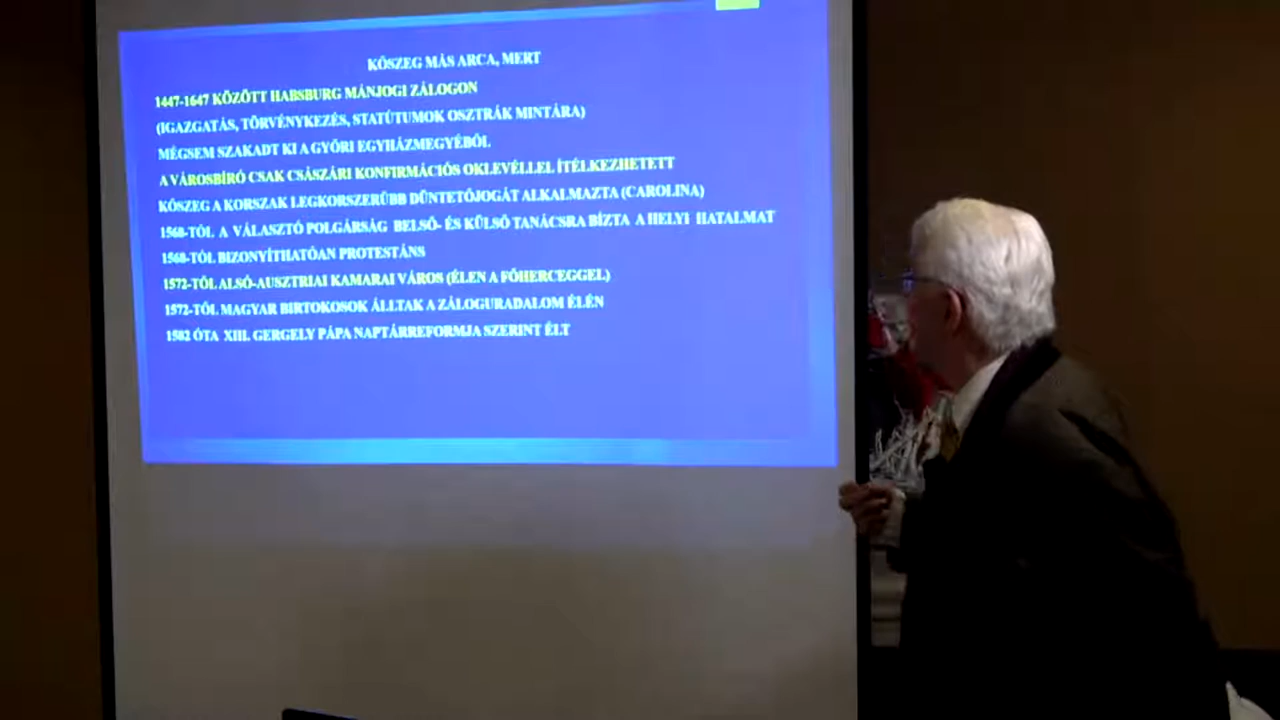 KŐSZEG MÁS ARCA, MERT
1447-1647 KÖZÖTT HABSBURG MÁNJOGI ZÁLOGON
(IGAZGATÁS, TÖRVÉNYKEZÉS, STATÚTUMOK OSZTRÁK MINTÁRA)
MÉGSEM SZAKADT KI A GYŐRI EGYHÁZMEGYÉBŐL
A VÁROSBÍRÓ CSAK CSÁSZÁRI KONFIRMÁCIÓS OKLEVÉLLEL ÍTÉLKEZHETETT
KŐSZEG A KORSZAK LEGKORSZERŰBB BÜNTETŐJOGÁT ALKALMAZTA (CAROLINA)
1568-TÓL A VÁLASZTÓ POLGÁRSÁG BELSŐ- ÉS KÜLSŐ TANÁCSRA BÍZTA A HELYI HATALMAT
1568-TÓL BIZONYÍTHATÓAN PROTESTÁNS
1572-TŐL ALSÓ-AUSZTRIAI KAMARAI VÁROS (ÉLEN A FŐHERCEGGEL)
1572-TŐL MAGYAR BIRTOKOSOK ÁLLTAK A ZÁLOGURADALOM ÉLÉN
1582 ÓTA XIII. GERGELY PÁPA NAPTÁRREFORMJA SZERINT ÉLT